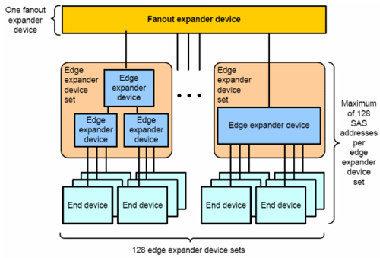 One fanout
expander
device
Fanout expander device
Edge
expander
device
set
Edge
expander
device
Edge
expander
device
Edge
expander
device
Edge
expander
device
set
Edge expander device
Maximum
of 128
SAS
addresses
per
edge
expander
device
set
End device
End device
End device
End device
128 edge expander device sets